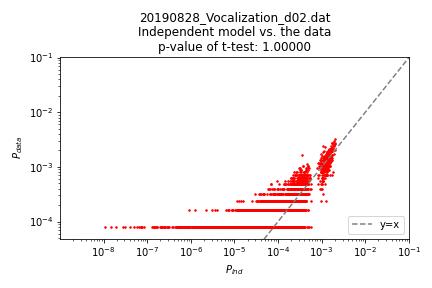 20190828_Vocalization_d02.dat
Independent model vs. the data
p-value of t-test: 1.00000
10⁻¹
10⁻²
10⁻³
10⁻⁴
P_data
y=x
10⁻⁸ 10⁻⁷ 10⁻⁶ 10⁻⁵ 10⁻⁴ 10⁻³ 10⁻² 10⁻¹
P_ind